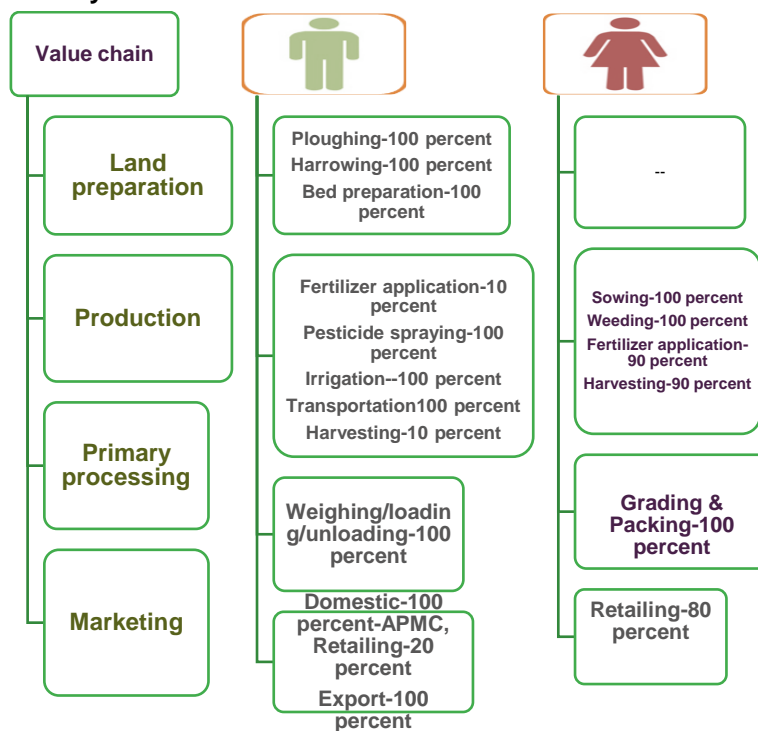 Value chain
Land
preparation
Production
Primary
processing
Marketing
Ploughing-100 percent
Harrowing-100 percent
Bed preparation-100
percent
Fertilizer application-10
percent
Pesticide spraying-100
percent
Irrigation--100 percent
Transportation100 percent
Harvesting-10 percent
Weighing/loadin
g/unloading-100
percent
Domestic-100
percent-APMC,
Retailing-20
percent
Export-100
percent
--
Sowing-100 percent
Weeding-100 percent
Fertilizer application-
90 percent
Harvesting-90 percent
Grading &
Packing-100
percent
Retailing-80
percent